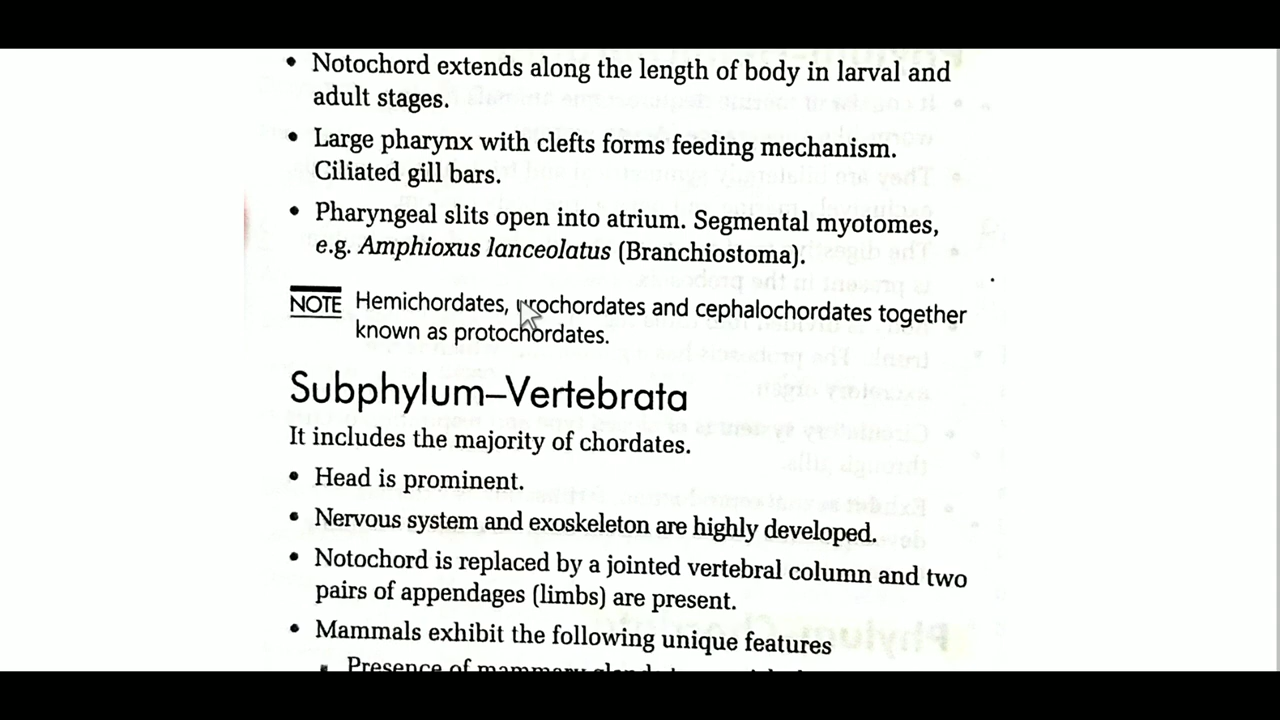 • Notochord extends along the length of body in larval and
adult stages.
• Large pharynx with clefts forms feeding mechanism.
Ciliated gill bars.
• Pharyngeal slits open into atrium. Segmental myotomes,
e.g. Amphioxus lanceolatus (Branchiostoma).
NOTE Hemichordates, urochordates and cephalochordates together
known as protochordates.
Subphylum–Vertebrata
It includes the majority of chordates.
• Head is prominent.
• Nervous system and exoskeleton are highly developed.
• Notochord is replaced by a jointed vertebral column and two
pairs of appendages (limbs) are present.
• Mammals exhibit the following unique features
Presence of mammary glands